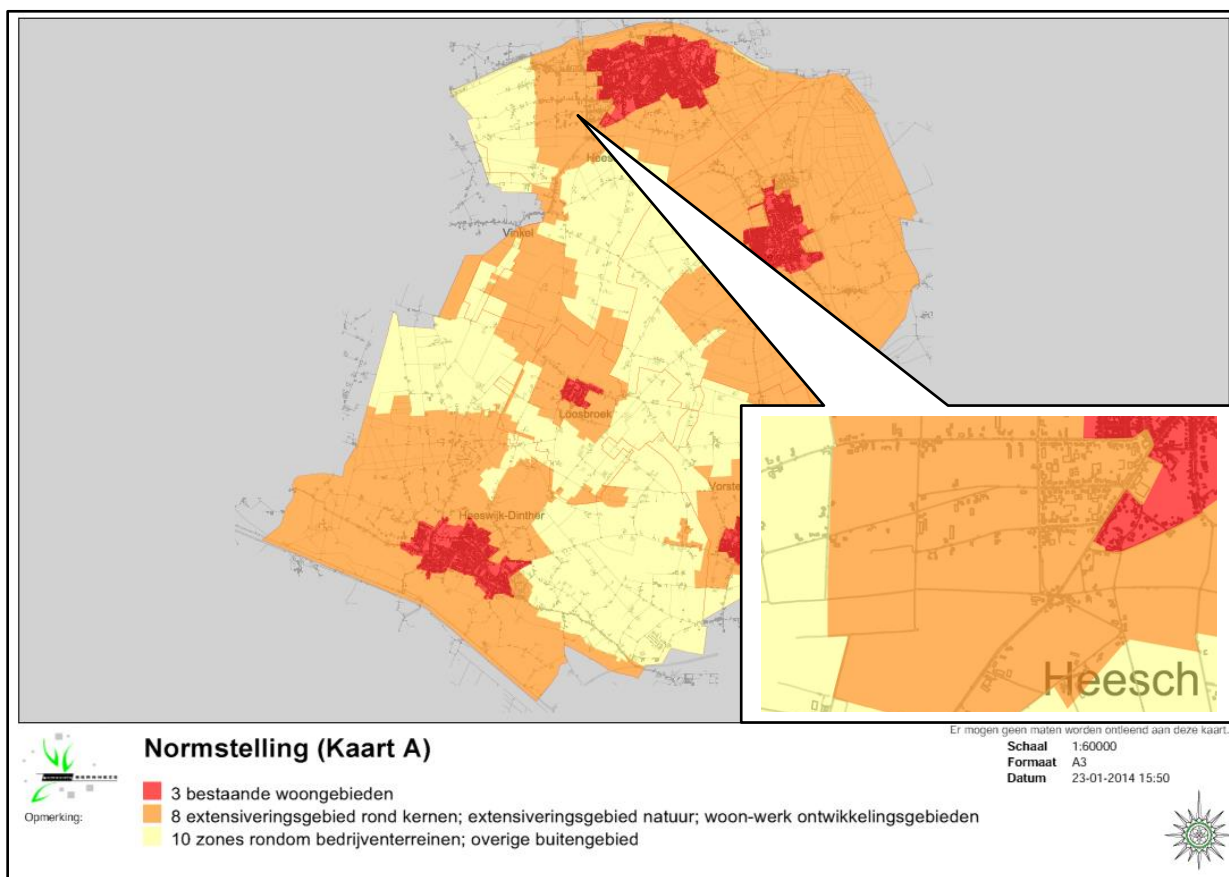 Heesch
Vinkel
Loosbroek
Vorste
Heeswijk-Dinther
Heesch
Er mogen geen maten worden ontleend aan deze kaart.
Normstelling (Kaart A)
Schaal 1:60000
Formaat A3
Datum 23-01-2014 15:50
3 bestaande woongebieden
Opmerking:
8 extensiveringsgebied rond kernen; extensiveringsgebied natuur; woon-werk ontwikkelingsgebieden
10 zones rondom bedrijventerreinen; overige buitengebied